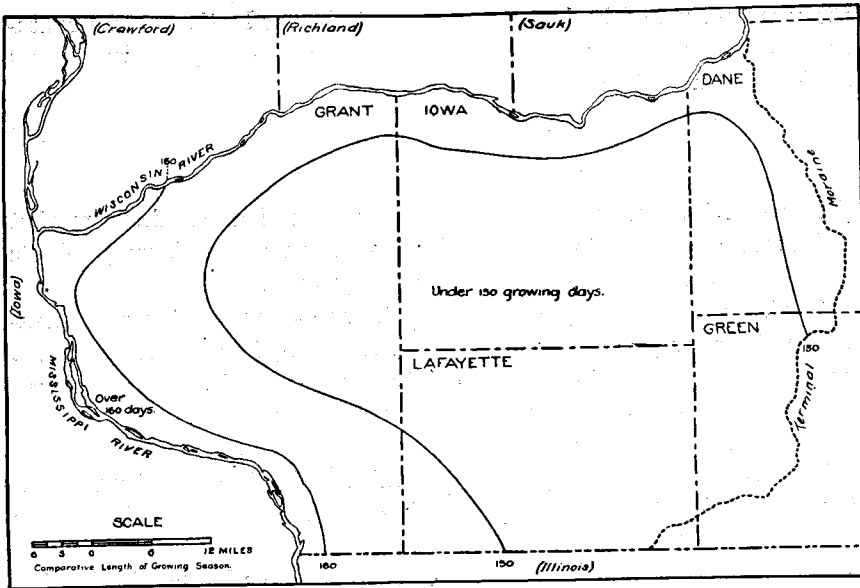 (Crawford)
(Richland)
(Sauk)
DANE
GRANT
IOWA
160
WISCONSIN RIVER
Moraine
(Iowa)
Under 150 growing days.
GREEN
150
LAFAYETTE
MISSISSIPPI
RIVER
Over
160 days.
Terminal
SCALE
6 3 0 6 12 MILES
Comparative Length of Growing Season.
160
150
(Illinois)